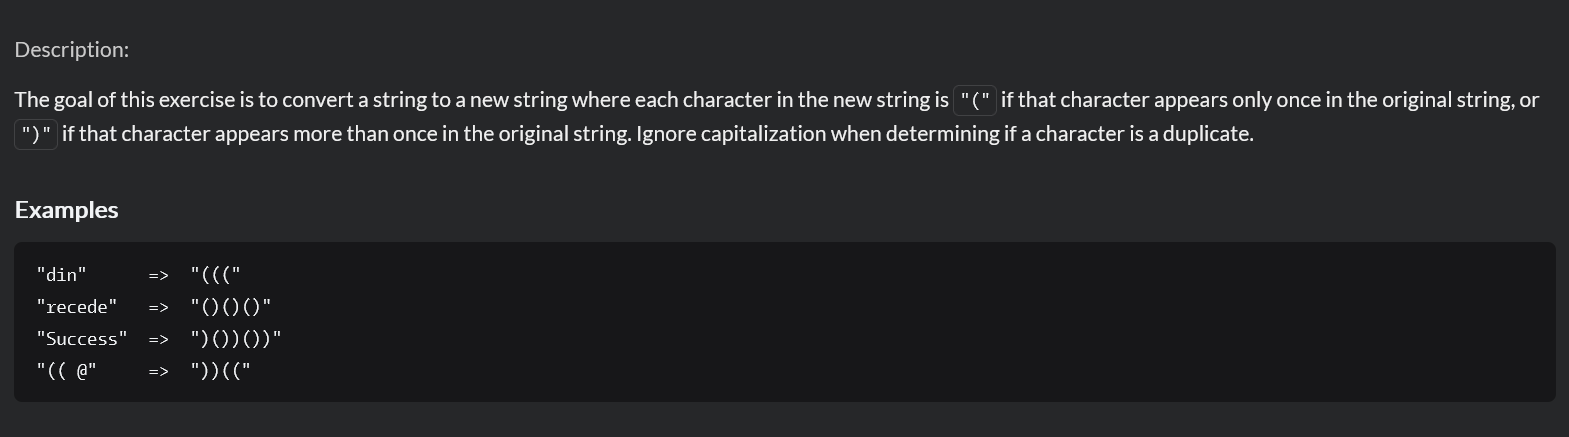 Description:
The goal of this exercise is to convert a string to a new string where each character in the new string is "(" if that character appears only once in the original string, or
")" if that character appears more than once in the original string. Ignore capitalization when determining if a character is a duplicate.
Examples
"din"      =>  "((("
"recede"   =>  "()()()"
"Success"  =>  ")())())"
"(( @"     =>  "))(("